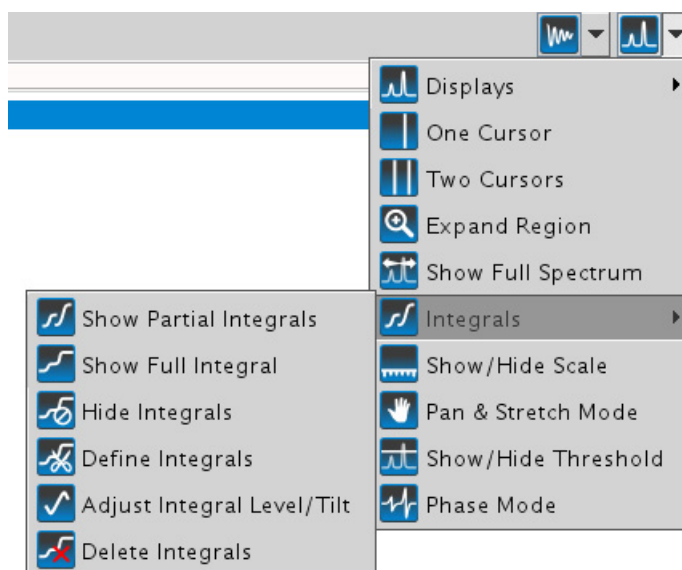 Displays
One Cursor
Two Cursors
Expand Region
Show Full Spectrum
Integrals
Show/Hide Scale
Pan & Stretch Mode
Show/Hide Threshold
Phase Mode
Show Partial Integrals
Show Full Integral
Hide Integrals
Define Integrals
Adjust Integral Level/Tilt
Delete Integrals